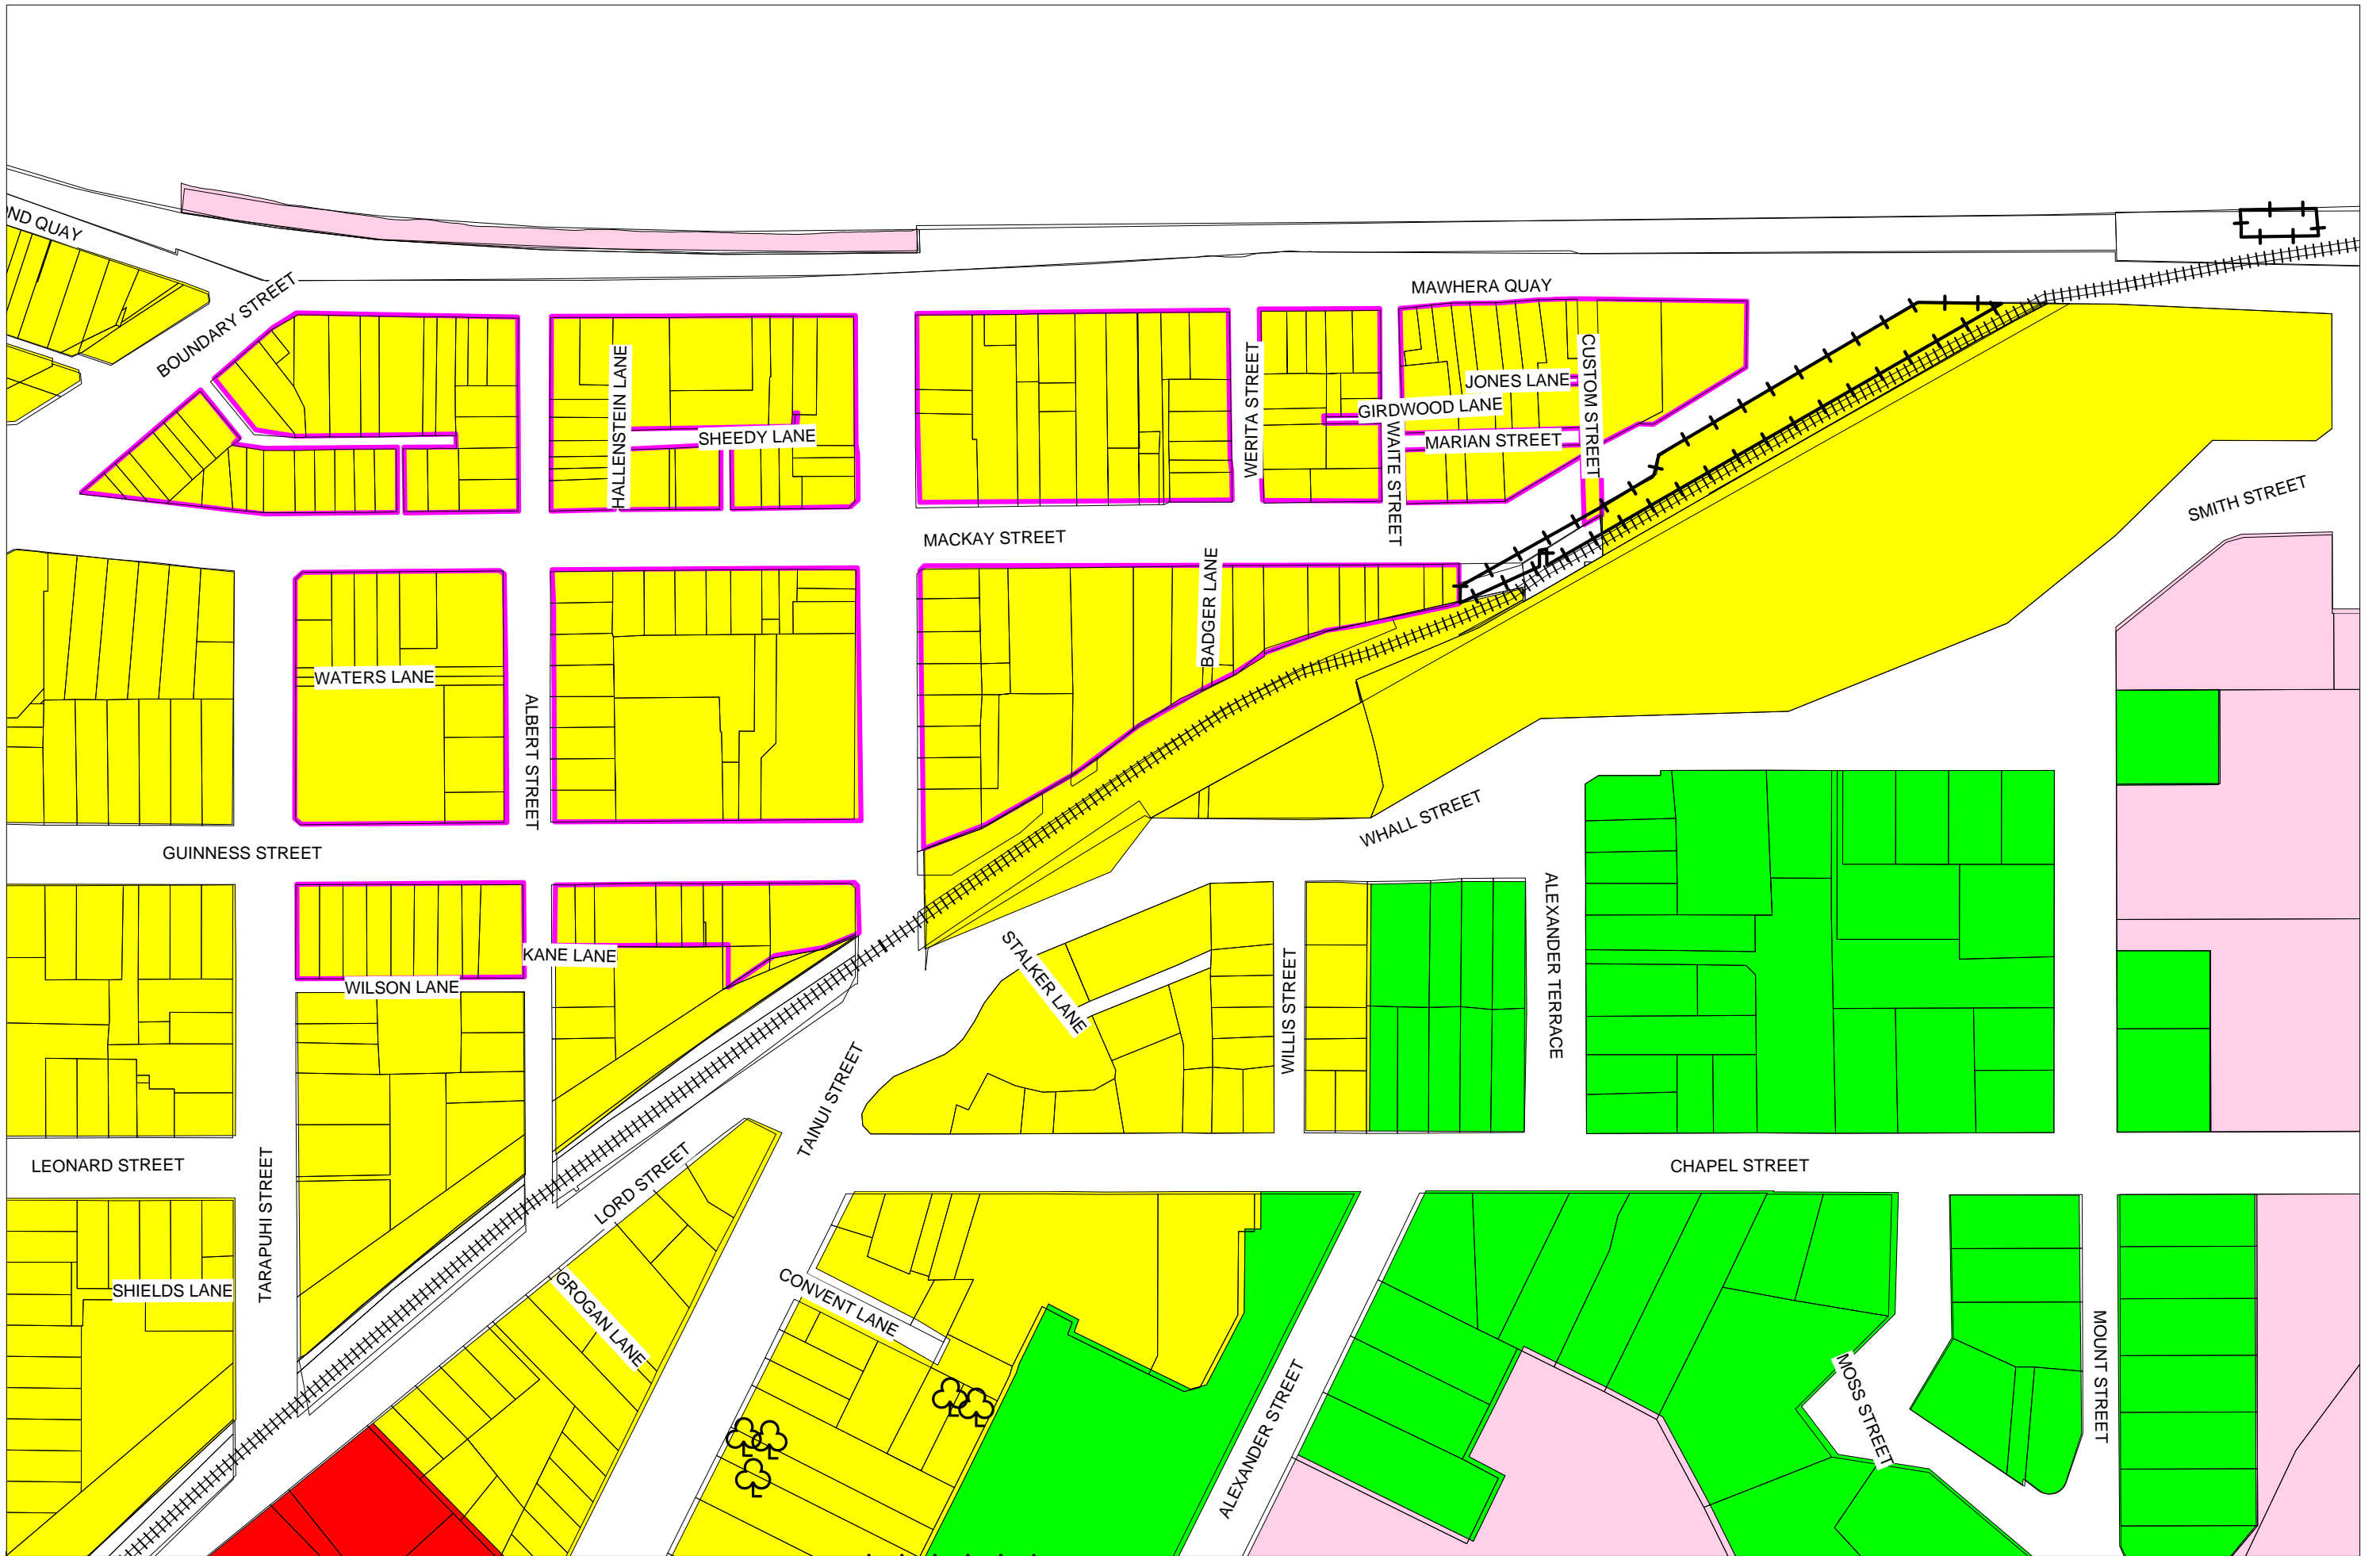 QUAY
BOUNDARY STREET
MAWHERA QUAY
HALLENSTEIN LANE
SHEEDY LANE
WERITA STREET
JONES LANE
GIRDWOOD LANE
WAITE STREET
MARIAN STREET
CUSTOM STREET
SMITH STREET
MACKAY STREET
BADGER LANE
WATERS LANE
ALBERT STREET
GUINNESS STREET
WHALL STREET
KANE LANE
WILSON LANE
STALKER LANE
WILLIS STREET
ALEXANDER TERRACE
TAINUI STREET
LEONARD STREET
TARAPUHI STREET
LORD STREET
CHAPEL STREET
SHIELDS LANE
GROGAN LANE
CONVENT LANE
ALEXANDER STREET
MOSS STREET
MOUNT STREET